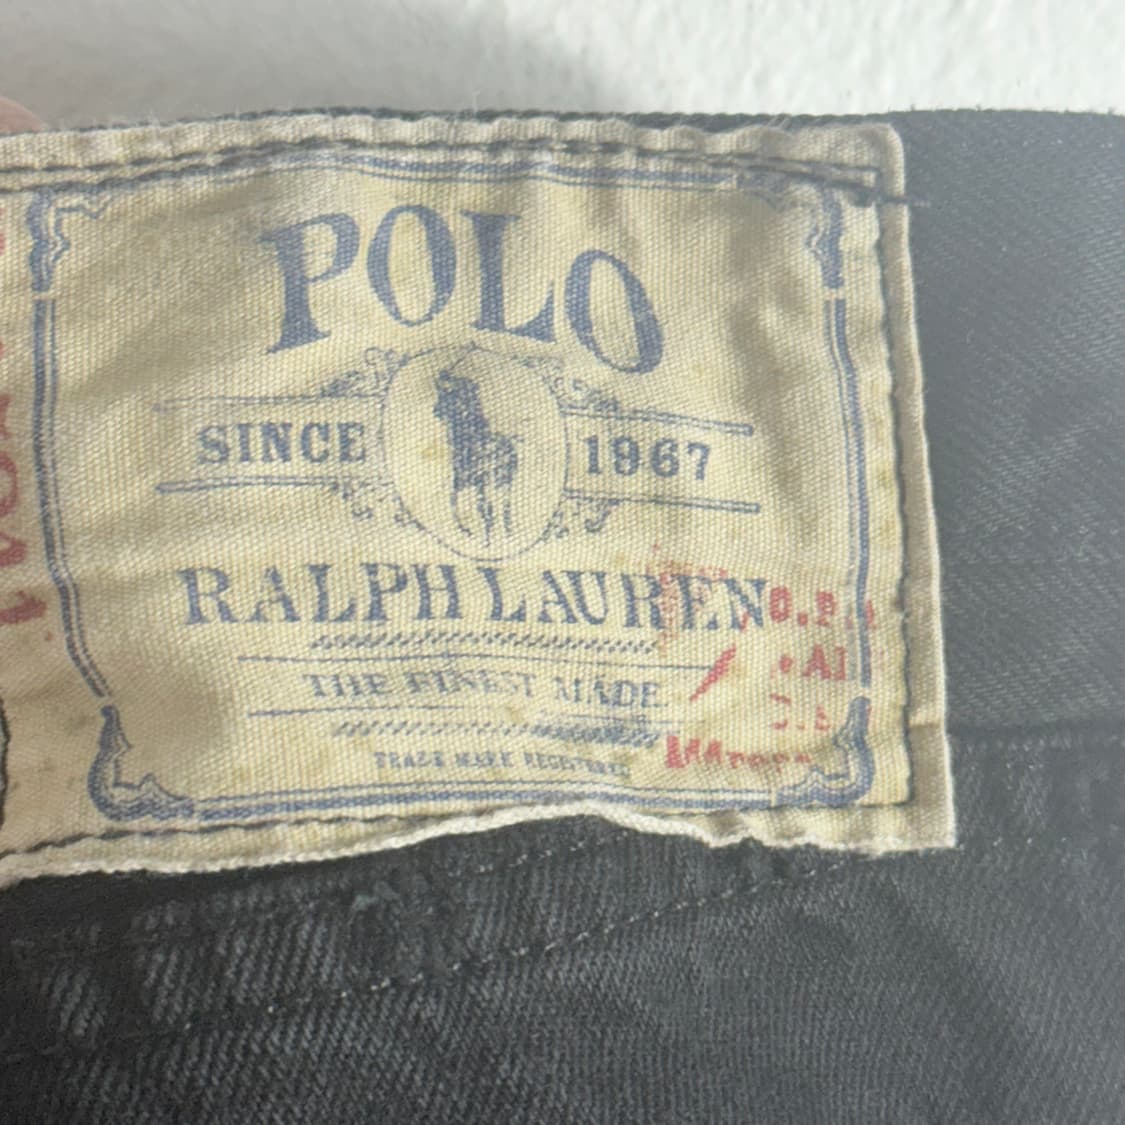 POLO
SINCE 1967
RALPH LAUREN
THE FINEST MADE
TRADE MARK REGISTERED